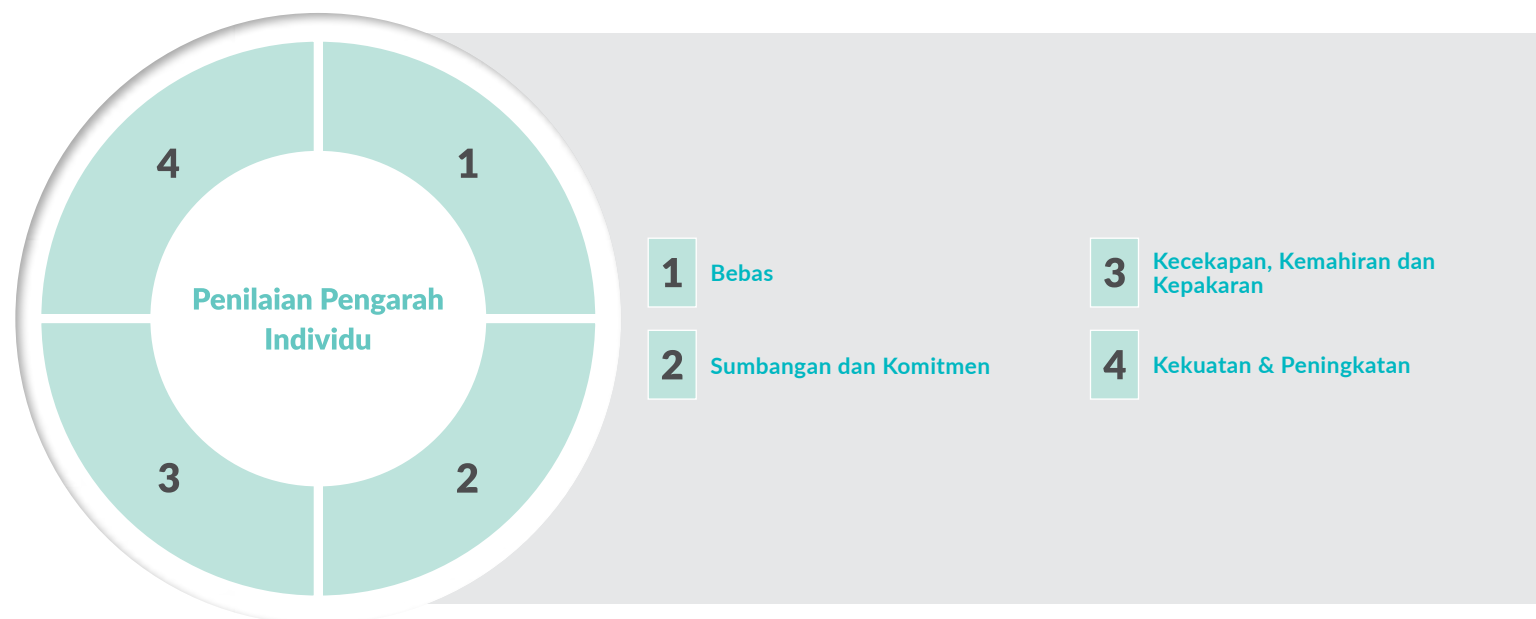 4
1
Penilaian Pengarah
Individu
3
2
1
Bebas
2
Sumbangan dan Komitmen
3
Kecekapan, Kemahiran dan
Kepakaran
4
Kekuatan & Peningkatan